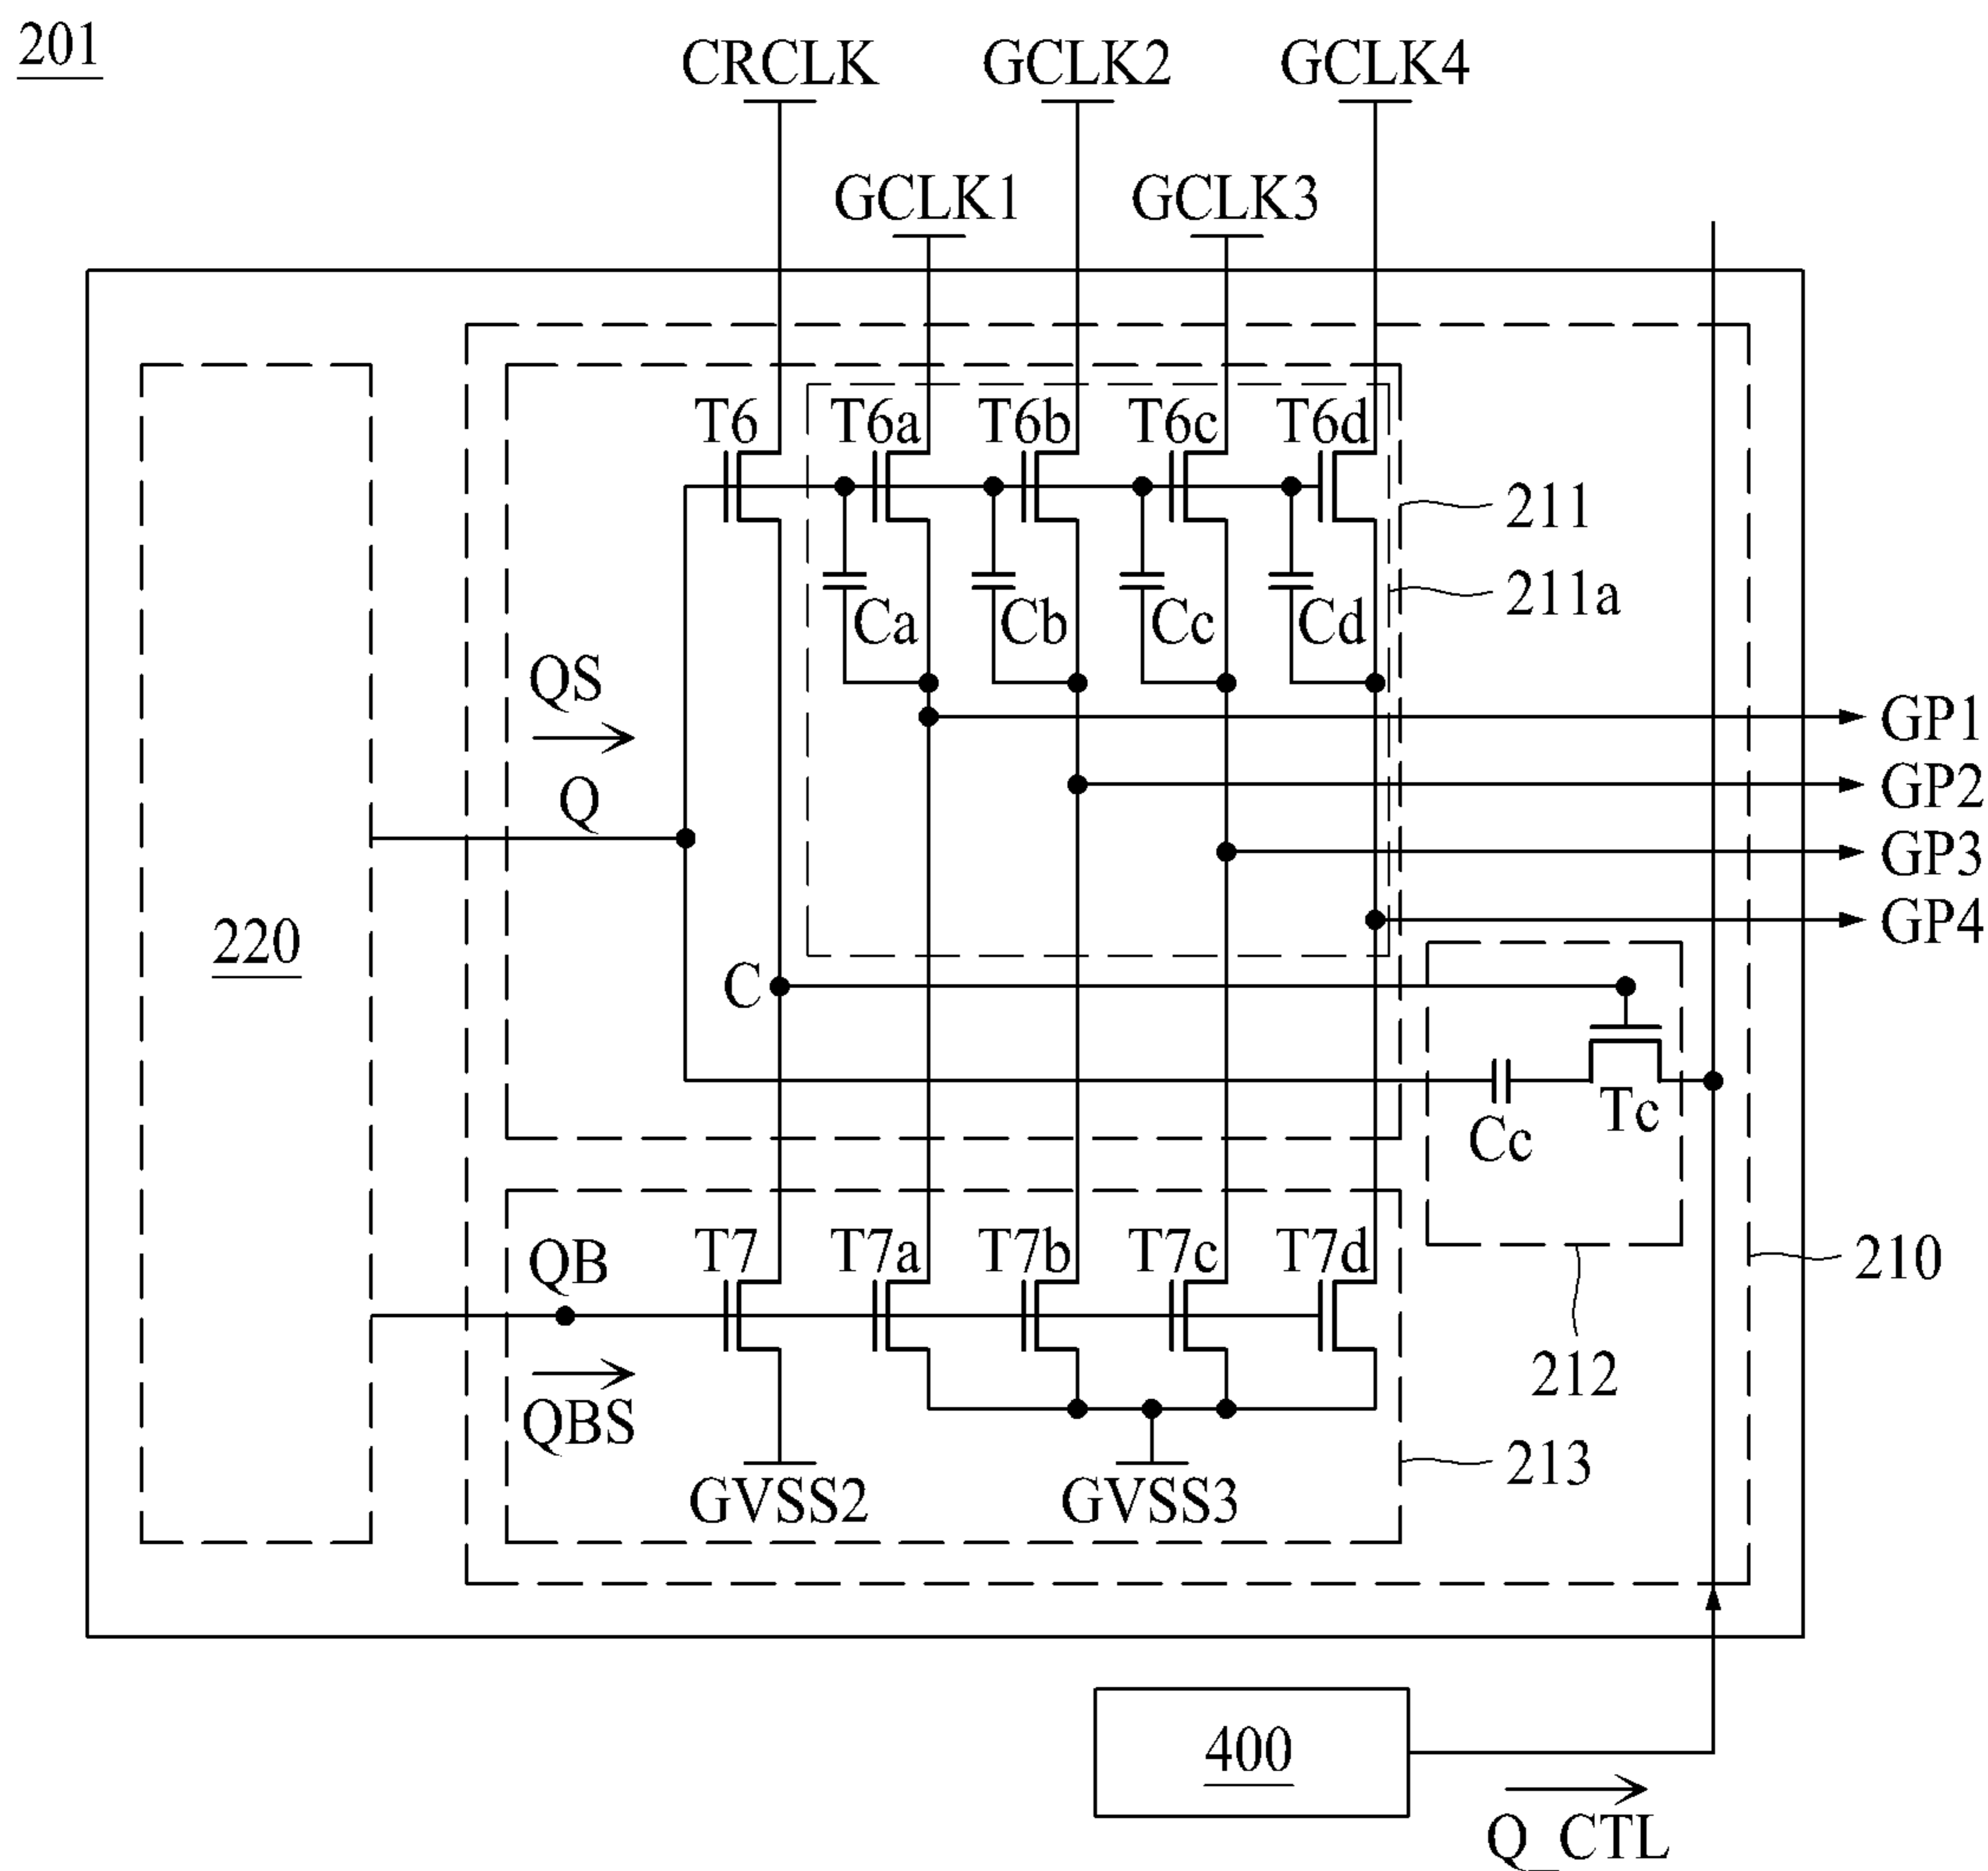 201
CRCLK
GCLK2
GCLK4
GCLK1
GCLK3
T6
T6a
T6b
T6c
T6d
211
211a
Ca
Cb
Cc
Cd
QS
Q
GP1
GP2
GP3
GP4
220
C
Tc
Cc
QB
T7
T7a
T7b
T7c
T7d
210
212
QBS
213
GVSS2
GVSS3
400
Q_CTL